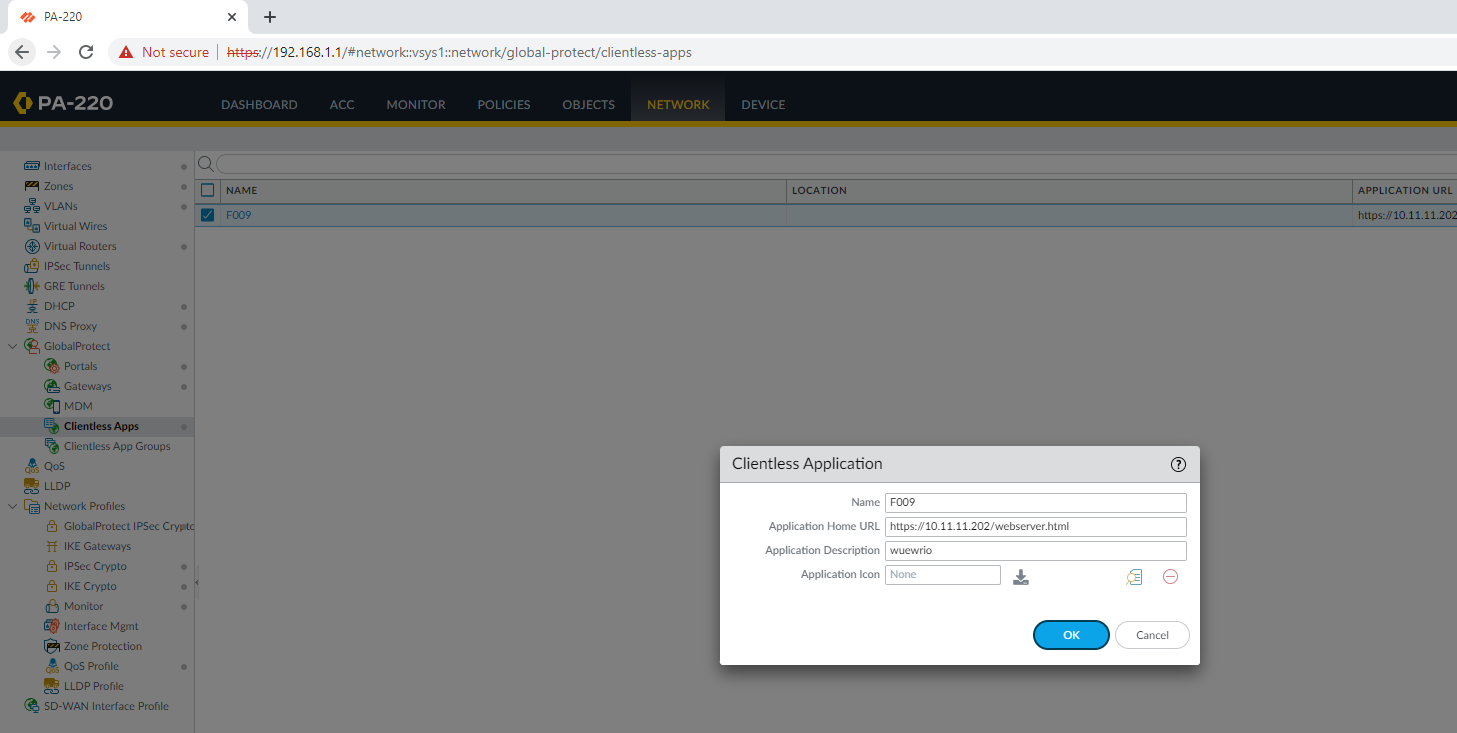 PA-220
Not secure https://192.168.1.1/#network::vsys1::network/global-protect/clientless-apps
PA-220 DASHBOARD ACC MONITOR POLICIES OBJECTS NETWORK DEVICE
Interfaces
Zones
VLANs
Virtual Wires
Virtual Routers
IPSec Tunnels
GRE Tunnels
DHCP
DNS Proxy
GlobalProtect
Portals
Gateways
MDM
Clientless Apps
Clientless App Groups
QoS
LLDP
Network Profiles
GlobalProtect IPSec Crypto
IKE Gateways
IPSec Crypto
IKE Crypto
Monitor
Interface Mgmt
Zone Protection
QoS Profile
LLDP Profile
SD-WAN Interface Profile
NAME LOCATION APPLICATION URL
F009 https://10.11.11.202
Clientless Application
Name F009
Application Home URL https://10.11.11.202/webserver.html
Application Description wuewrio
Application Icon None
OK Cancel